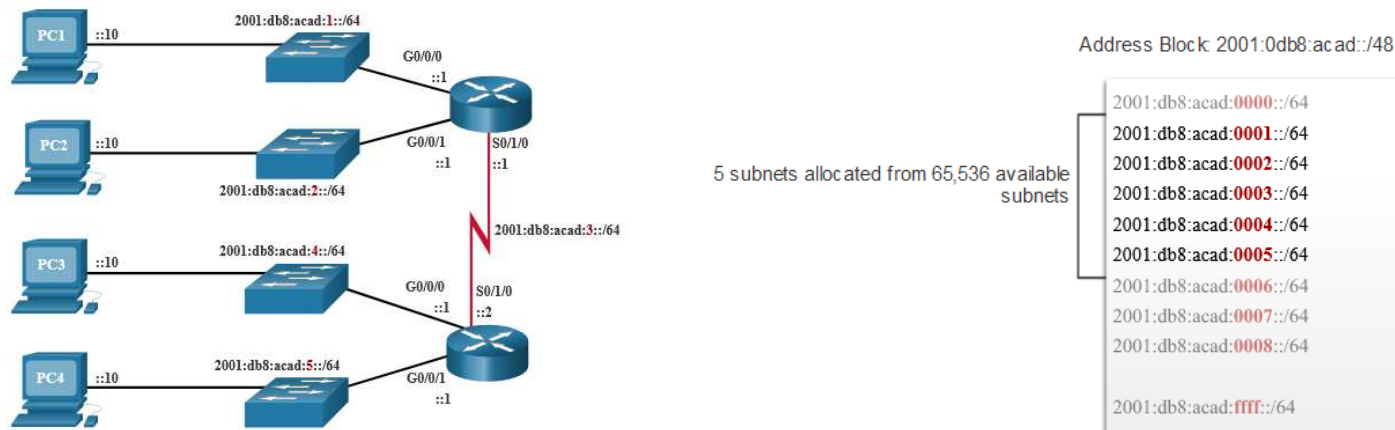 PC1
::10
2001:db8:acad:1::/64
G0/0/0
::1
PC2
::10
2001:db8:acad:2::/64
G0/0/1
::1
S0/1/0
::1
2001:db8:acad:3::/64
PC3
::10
2001:db8:acad:4::/64
G0/0/0
::1
S0/1/0
::2
PC4
::10
2001:db8:acad:5::/64
G0/0/1
::1
Address Block: 2001:0db8:acad::/48
5 subnets allocated from 65,536 available
subnets
2001:db8:acad:0000::/64
2001:db8:acad:0001::/64
2001:db8:acad:0002::/64
2001:db8:acad:0003::/64
2001:db8:acad:0004::/64
2001:db8:acad:0005::/64
2001:db8:acad:0006::/64
2001:db8:acad:0007::/64
2001:db8:acad:0008::/64
2001:db8:acad:ffff::/64